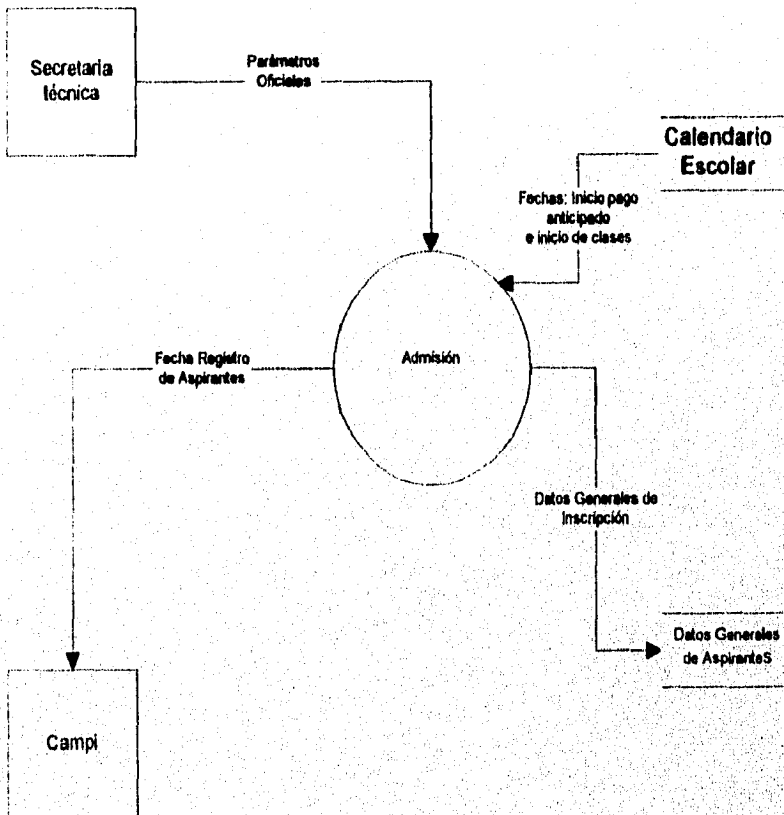 Secretaria
técnica
Parámetros
Oficiales
Calendario
Escolar
Fechas: Inicio pago
anticipado
e inicio de clases
Fecha Registro
de Aspirantes
Admisión
Datos Generales de
Inscripción
Datos Generales
de AspiranteS
Campi